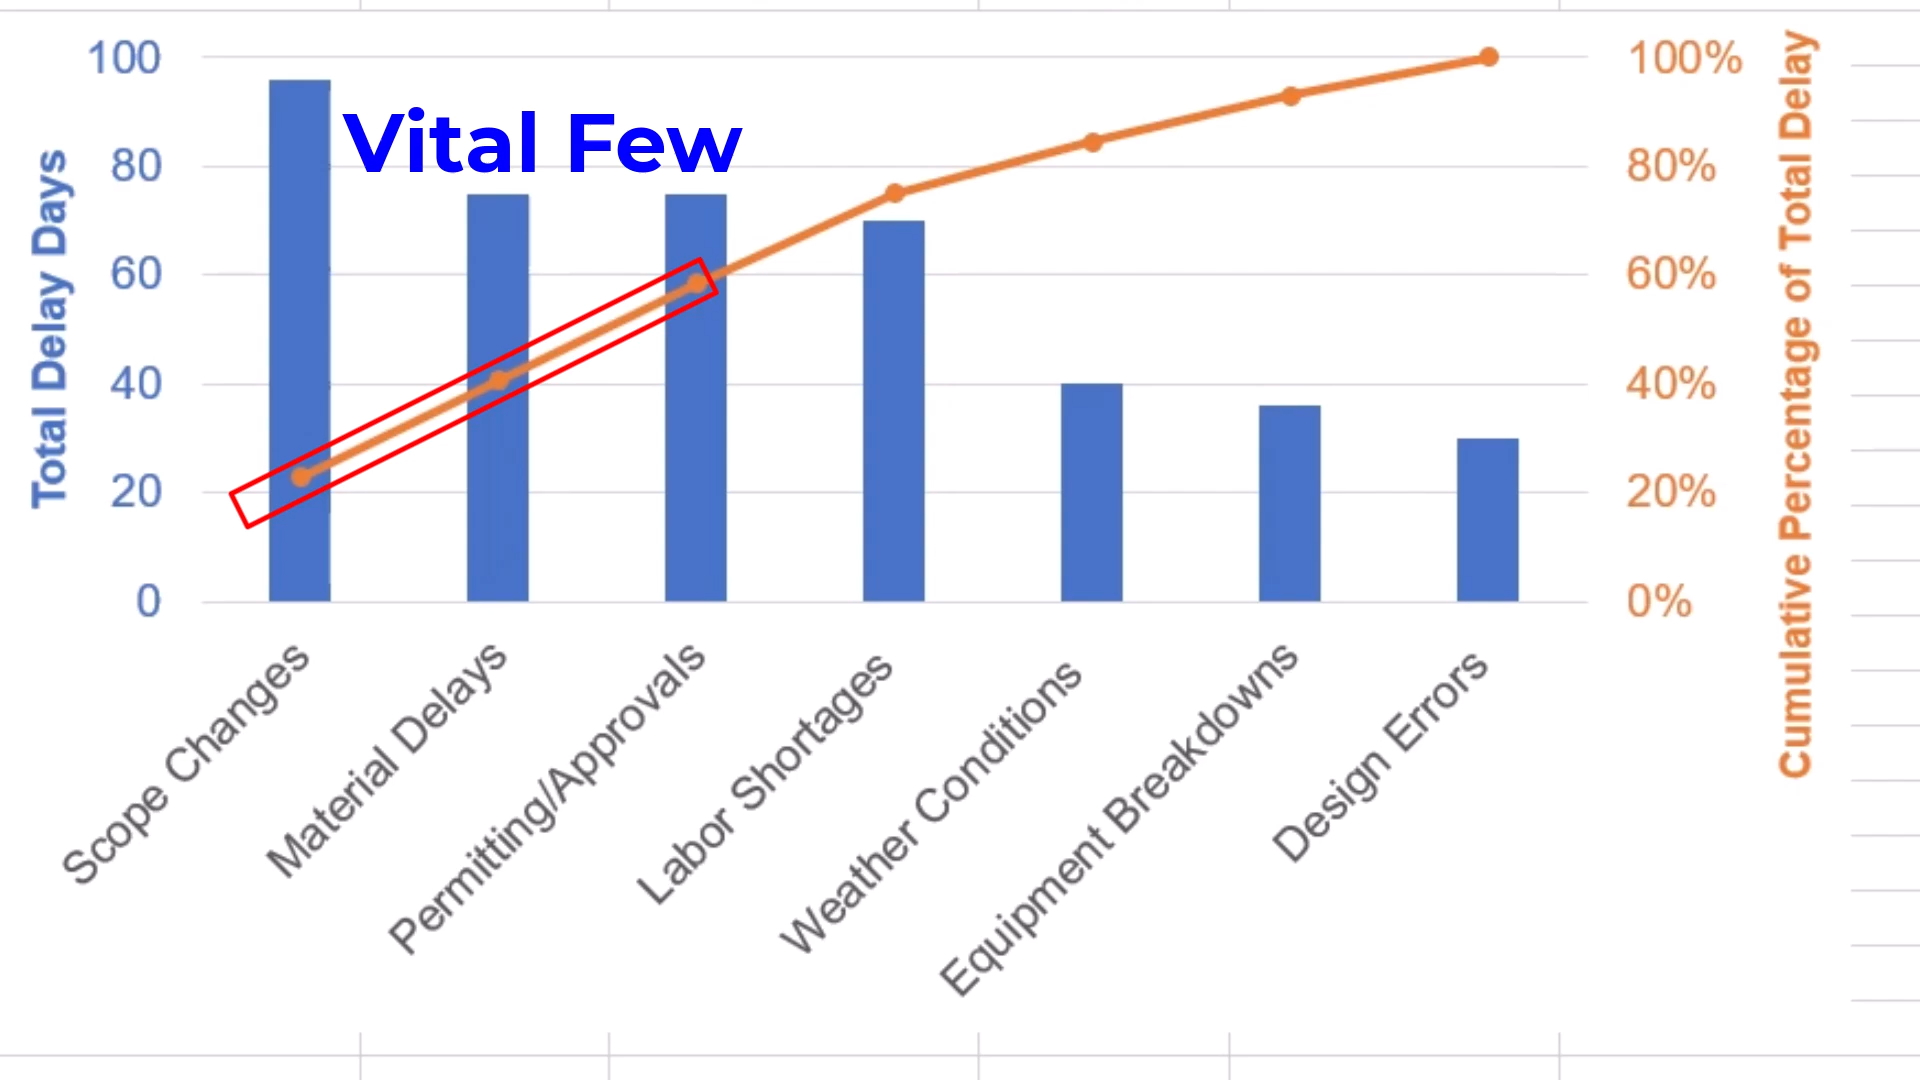 Total Delay Days
100
80
60
40
20
0
Vital Few
100%
80%
60%
40%
20%
0%
Cumulative Percentage of Total Delay
Scope Changes
Material Delays
Permitting/Approvals
Labor Shortages
Weather Conditions
Equipment Breakdowns
Design Errors